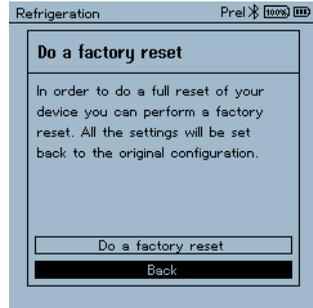 Refrigeration Prel 100%
Do a factory reset
In order to do a full reset of your
device you can perform a factory
reset. All the settings will be set
back to the original configuration.
Do a factory reset
Back